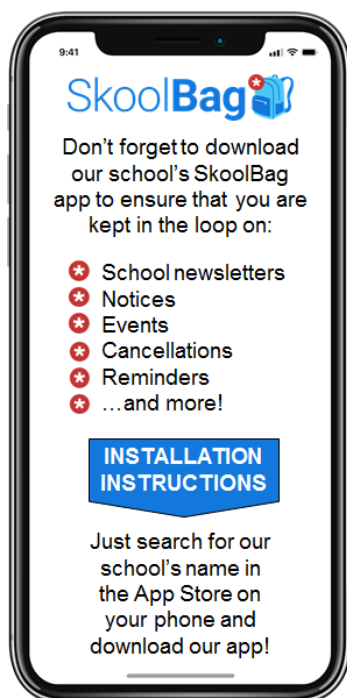 9:41
SkoolBag
Don't forget to download
our school's SkoolBag
app to ensure that you are
kept in the loop on:
School newsletters
Notices
Events
Cancellations
Reminders
...and more!
INSTALLATION
INSTRUCTIONS
Just search for our
school's name in
the App Store on
your phone and
download our app!